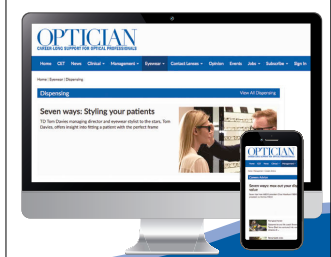 OPTICIAN
CAREER-LONG SUPPORT FOR OPTICAL PROFESSIONALS
Home CET News Clinical Management Eyewear Contact Lenses Opinion Events Jobs Subscribe Sign In
Home | Eyewear | Dispensing
Dispensing View All Dispensing
Seven ways: Styling your patients
TD Tom Davies managing director and eyewear stylist to the stars, Tom
Davies, offers insight into fitting a patient with the perfect frame
OPTICIAN
Seven ways: 
value